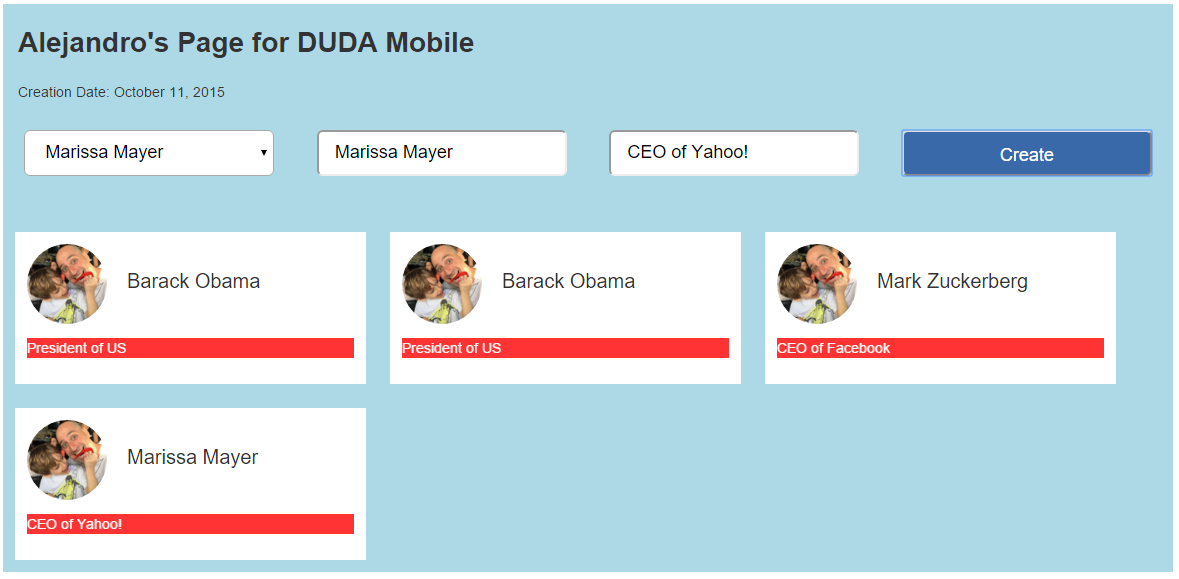 Alejandro's Page for DUDA Mobile
Creation Date: October 11, 2015
Marissa Mayer Marissa Mayer CEO of Yahoo! Create
Barack Obama Barack Obama Mark Zuckerberg
President of US President of US CEO of Facebook
Marissa Mayer
CEO of Yahoo!